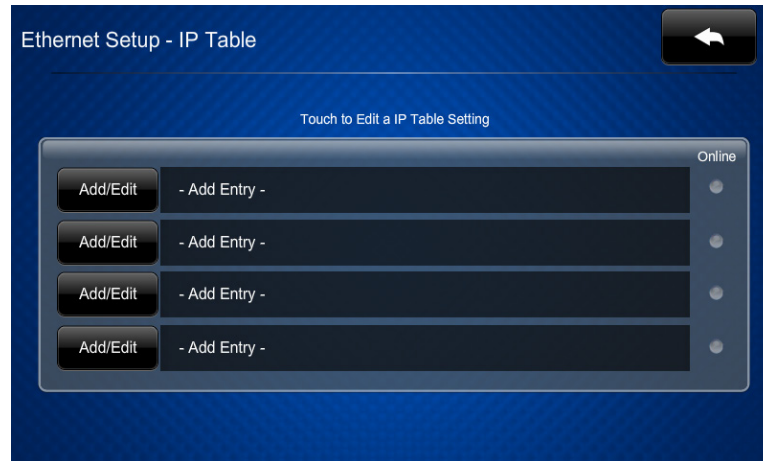 Ethernet Setup - IP Table
Touch to Edit a IP Table Setting
Online
Add/Edit - Add Entry -
Add/Edit - Add Entry -
Add/Edit - Add Entry -
Add/Edit - Add Entry -